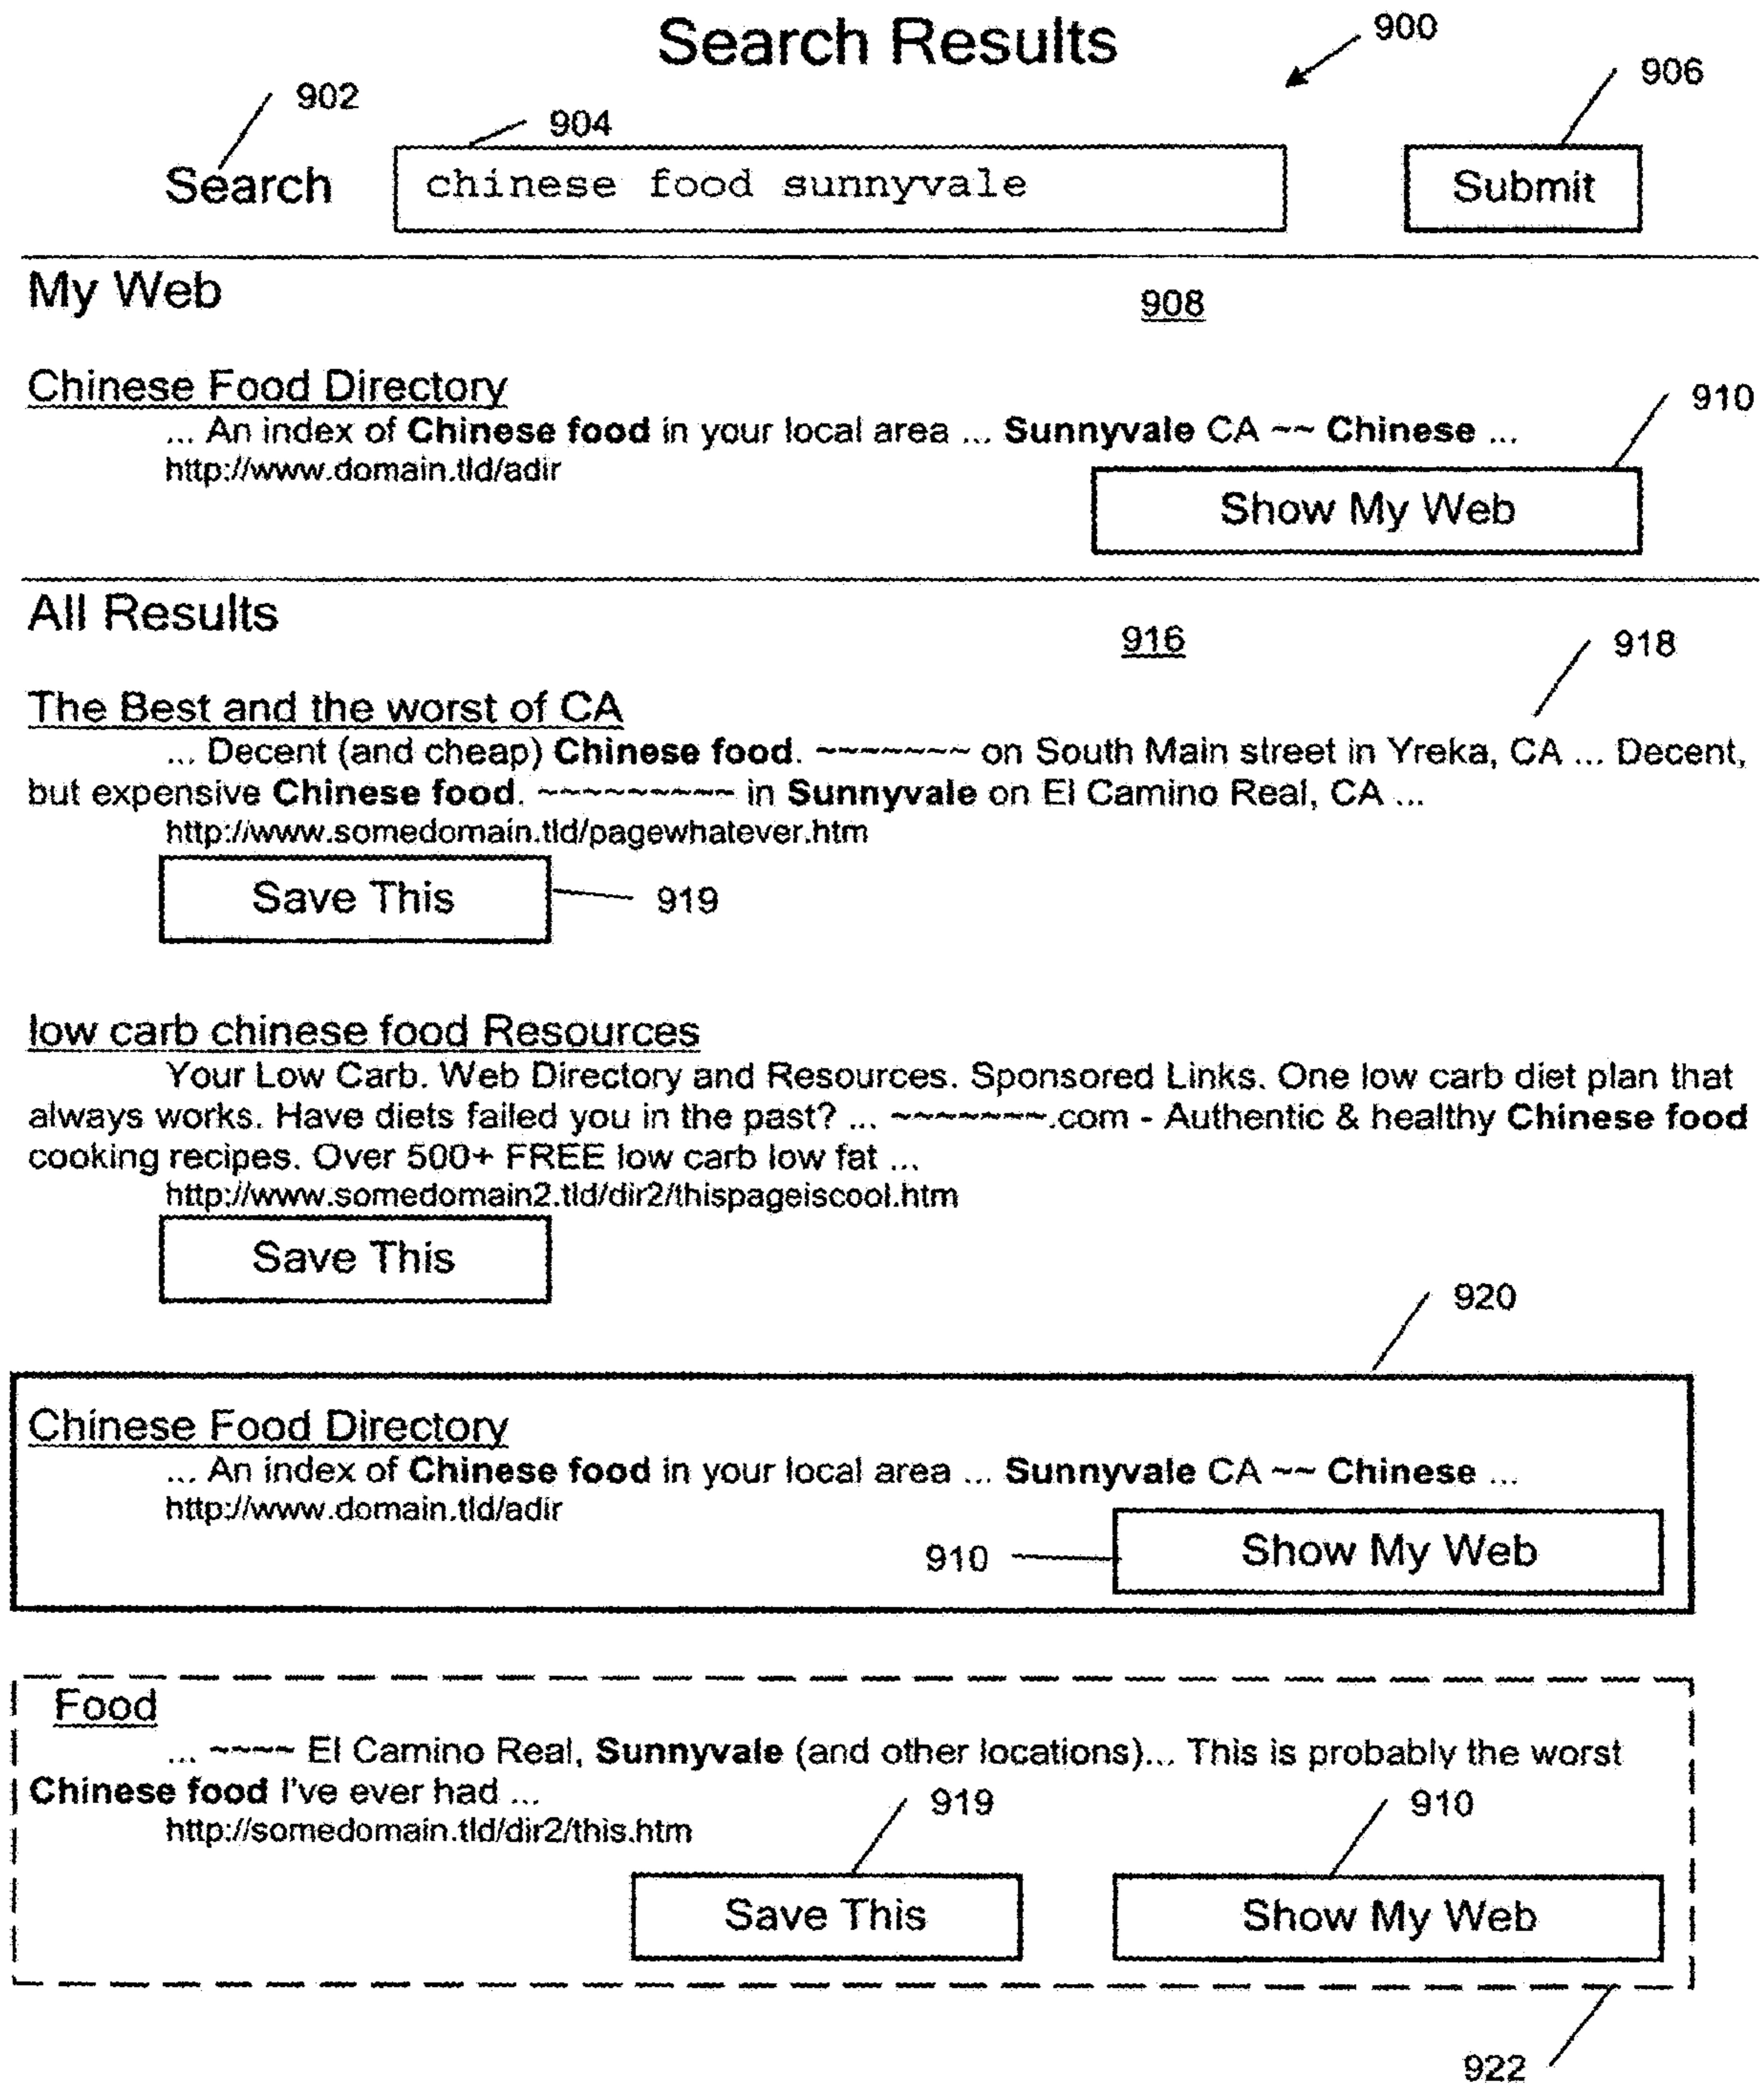 Search Results
900
902
904
906
Search
chinese food sunnyvale
Submit
My Web
908
Chinese Food Directory
910
... An index of Chinese food in your local area ... Sunnyvale CA ~~ Chinese ...
http://www.domain.tld/adir
Show My Web
All Results
916
918
The Best and the worst of CA
... Decent (and cheap) Chinese food. ~~~~~~~ on South Main street in Yreka, CA ... Decent,
but expensive Chinese food. ~~~~~~~~~ in Sunnyvale on El Camino Real, CA ...
http://www.somedomain.tld/pagewhatever.htm
Save This
919
low carb chinese food Resources
Your Low Carb. Web Directory and Resources. Sponsored Links. One low carb diet plan that
always works. Have diets failed you in the past? ... ~~~~~~~.com - Authentic & healthy Chinese food
cooking recipes. Over 500+ FREE low carb low fat ...
http://www.somedomain2.tld/dir2/thispageiscool.htm
Save This
920
Chinese Food Directory
... An index of Chinese food in your local area ... Sunnyvale CA ~~ Chinese ...
http://www.domain.tld/adir
910
Show My Web
Food
... ~~~~ El Camino Real, Sunnyvale (and other locations)... This is probably the worst
Chinese food I've ever had ...
919
910
http://somedomain.tld/dir2/this.htm
Save This
Show My Web
922